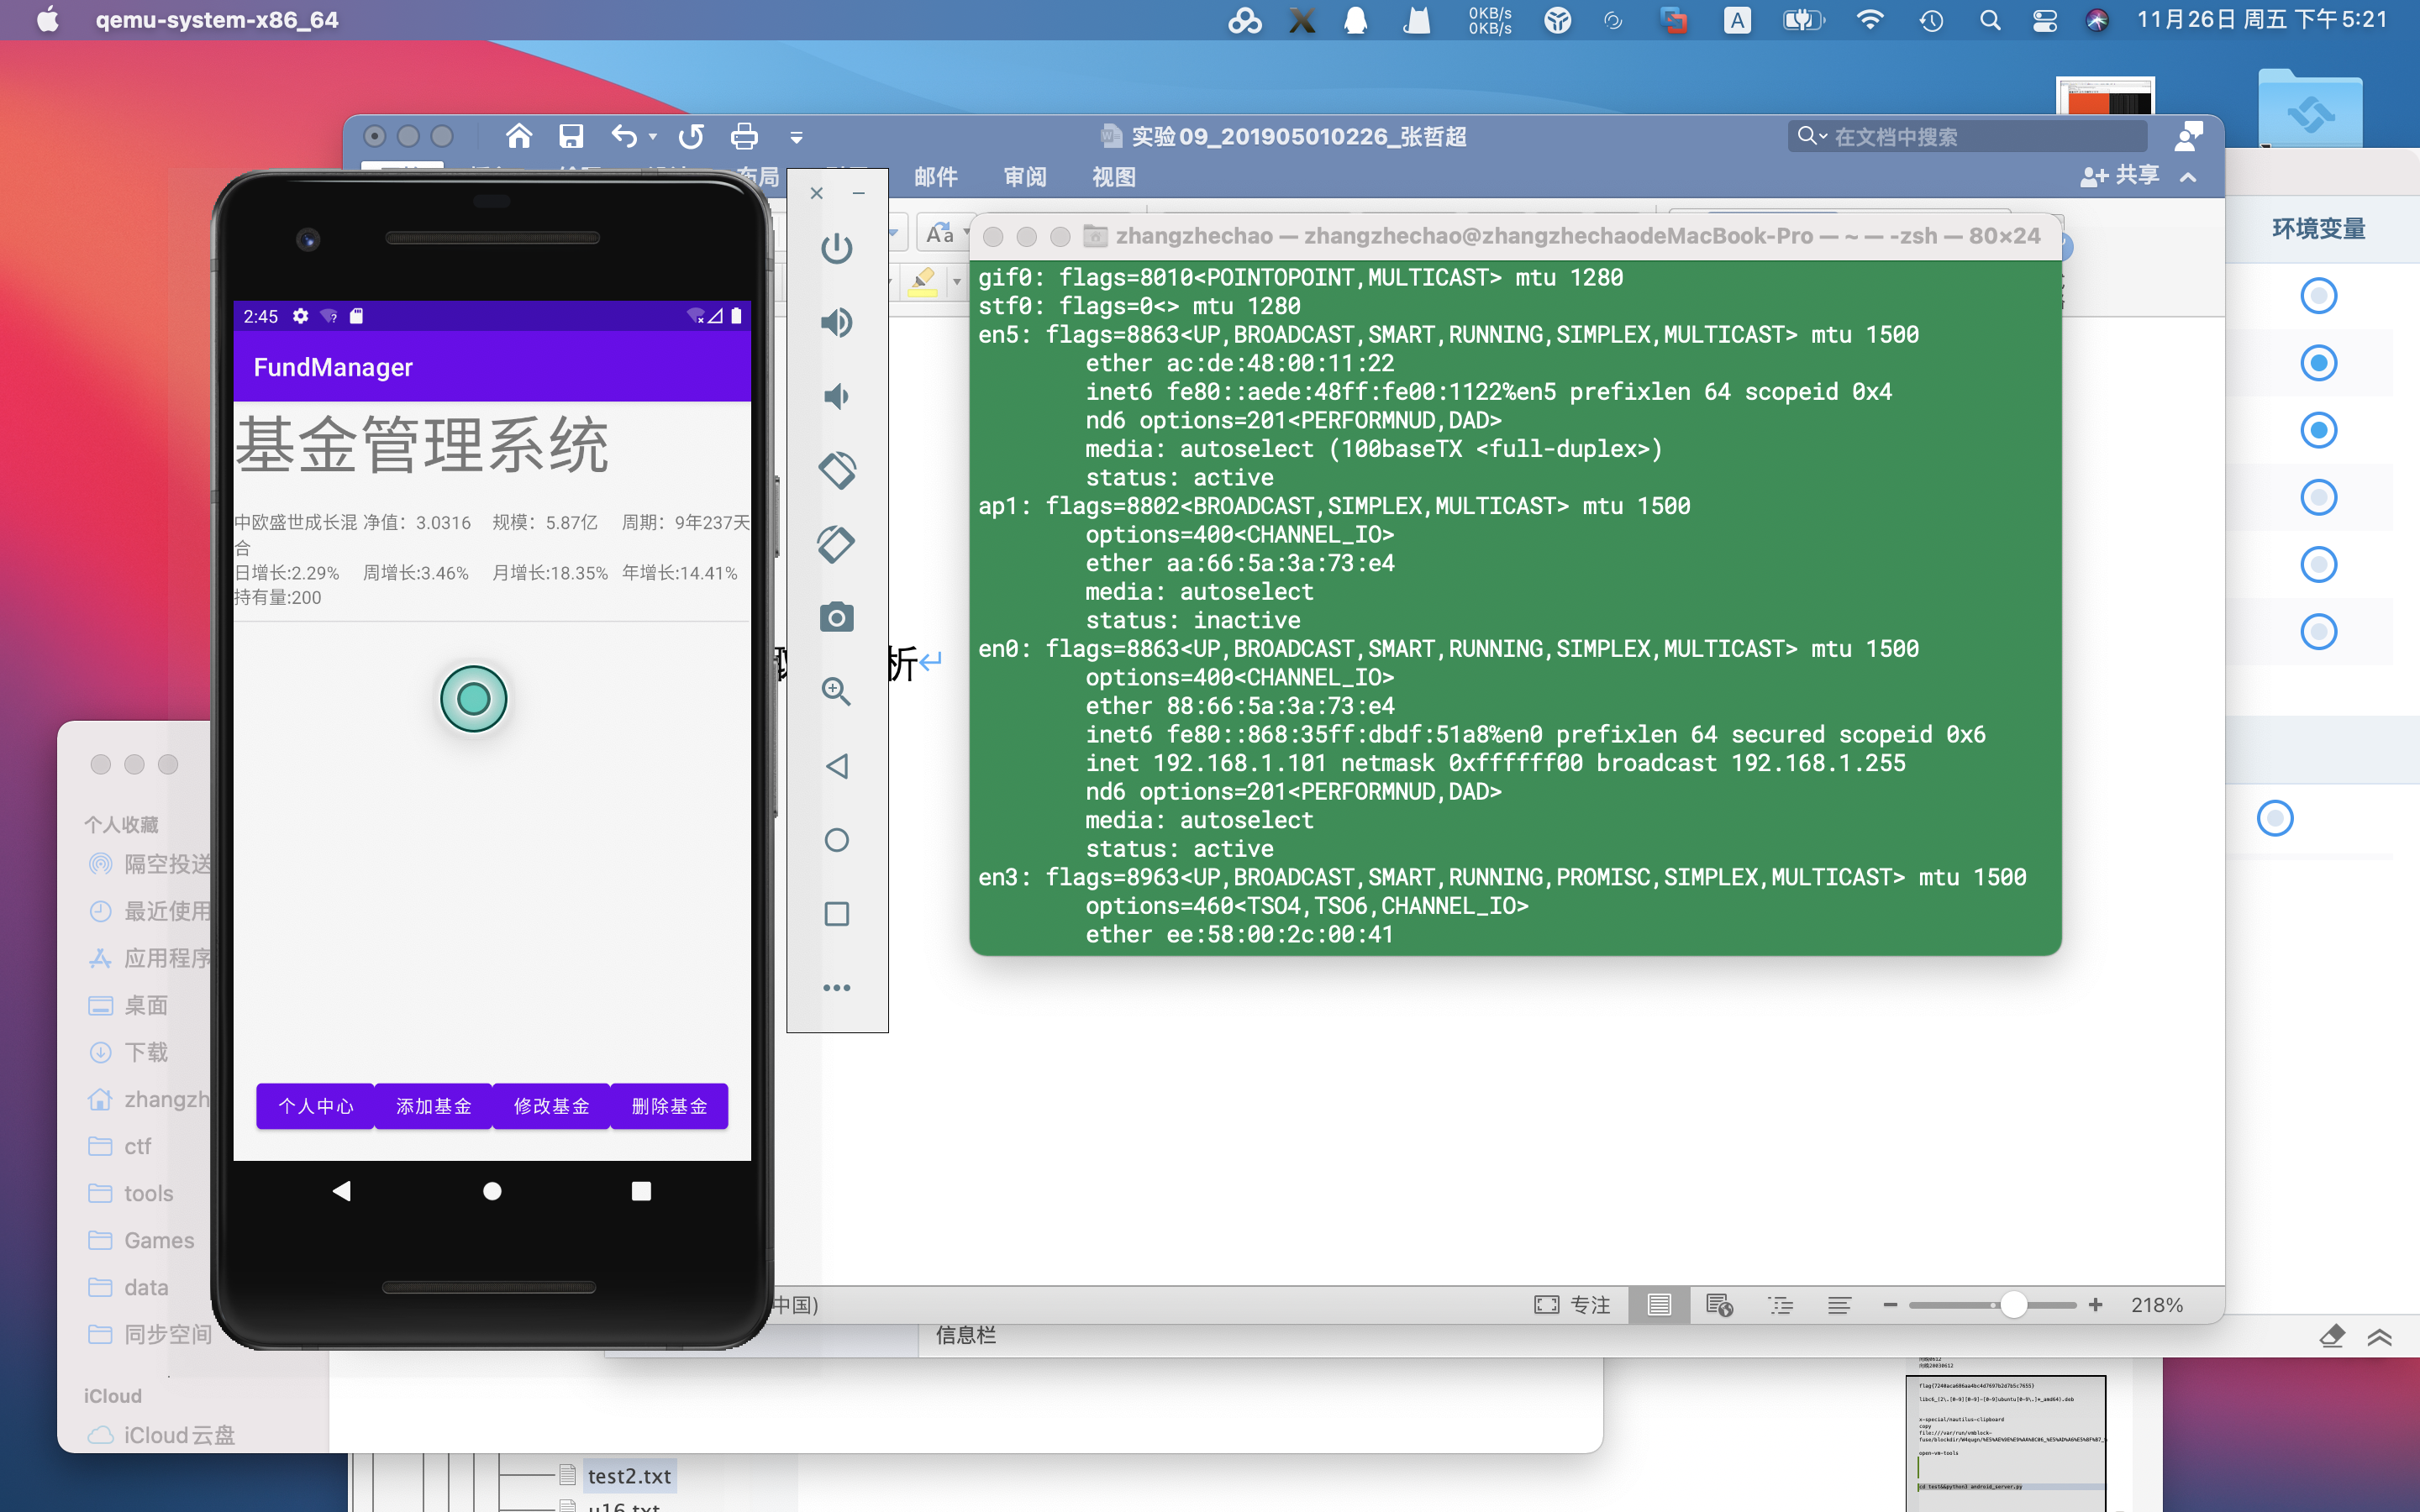 qemu-system-x86_64
0KB/s
0KB/s
A
11月26日 周五 下午5:21
实验09_201905010226_张哲超
在文档中搜索
布局
邮件
审阅
视图
共享
Aa
环境变量
zhangzhechao — zhangzhechao@zhangzhechaodeMacBook-Pro — ~ — -zsh — 80×24
gif0: flags=8010<POINTOPOINT,MULTICAST> mtu 1280
stf0: flags=0<> mtu 1280
en5: flags=8863<UP,BROADCAST,SMART,RUNNING,SIMPLEX,MULTICAST> mtu 1500
ether ac:de:48:00:11:22
inet6 fe80::aede:48ff:fe00:1122%en5 prefixlen 64 scopeid 0x4
nd6 options=201<PERFORMNUD,DAD>
media: autoselect (100baseTX <full-duplex>)
status: active
ap1: flags=8802<BROADCAST,SIMPLEX,MULTICAST> mtu 1500
options=400<CHANNEL_IO>
ether aa:66:5a:3a:73:e4
media: autoselect
status: inactive
en0: flags=8863<UP,BROADCAST,SMART,RUNNING,SIMPLEX,MULTICAST> mtu 1500
options=400<CHANNEL_IO>
ether 88:66:5a:3a:73:e4
inet6 fe80::868:35ff:dbdf:51a8%en0 prefixlen 64 secured scopeid 0x6
inet 192.168.1.101 netmask 0xffffff00 broadcast 192.168.1.255
nd6 options=201<PERFORMNUD,DAD>
media: autoselect
status: active
en3: flags=8963<UP,BROADCAST,SMART,RUNNING,PROMISC,SIMPLEX,MULTICAST> mtu 1500
options=460<TSO4,TSO6,CHANNEL_IO>
ether ee:58:00:2c:00:41
2:45
FundManager
基金管理系统
中欧盛世成长混合 净值：3.0316 规模：5.87亿 周期：9年237天
日增长:2.29% 周增长:3.46% 月增长:18.35% 年增长:14.41%
持有量:200
个人中心 添加基金 修改基金 删除基金
析
个人收藏
隔空投送
最近使用
应用程序
桌面
下载
zhangzh
ctf
tools
Games
data
同步空间
iCloud
iCloud云盘
中国)
专注
218%
信息栏
test2.txt
u16.txt
x-special/nautilus-clipboard
copy
open-vm-tools
cd test&&python3 android_server.py